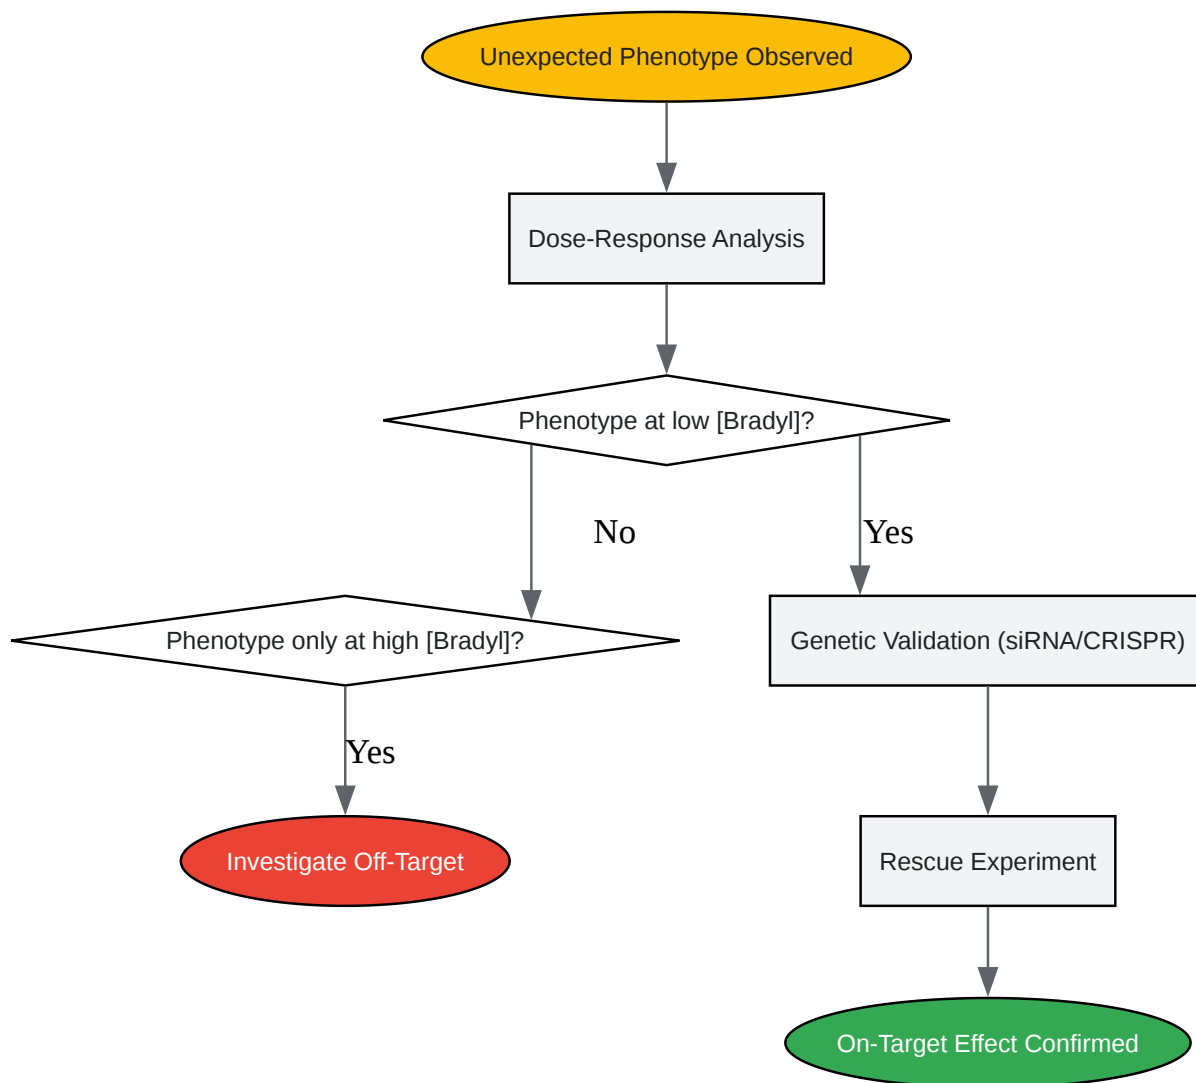 Unexpected Phenotype Observed
Dose-Response Analysis
Phenotype at low [Bradyl]?
No
Yes
Phenotype only at high [Bradyl]?
Genetic Validation (siRNA/CRISPR)
Yes
Investigate Off-Target
Rescue Experiment
On-Target Effect Confirmed